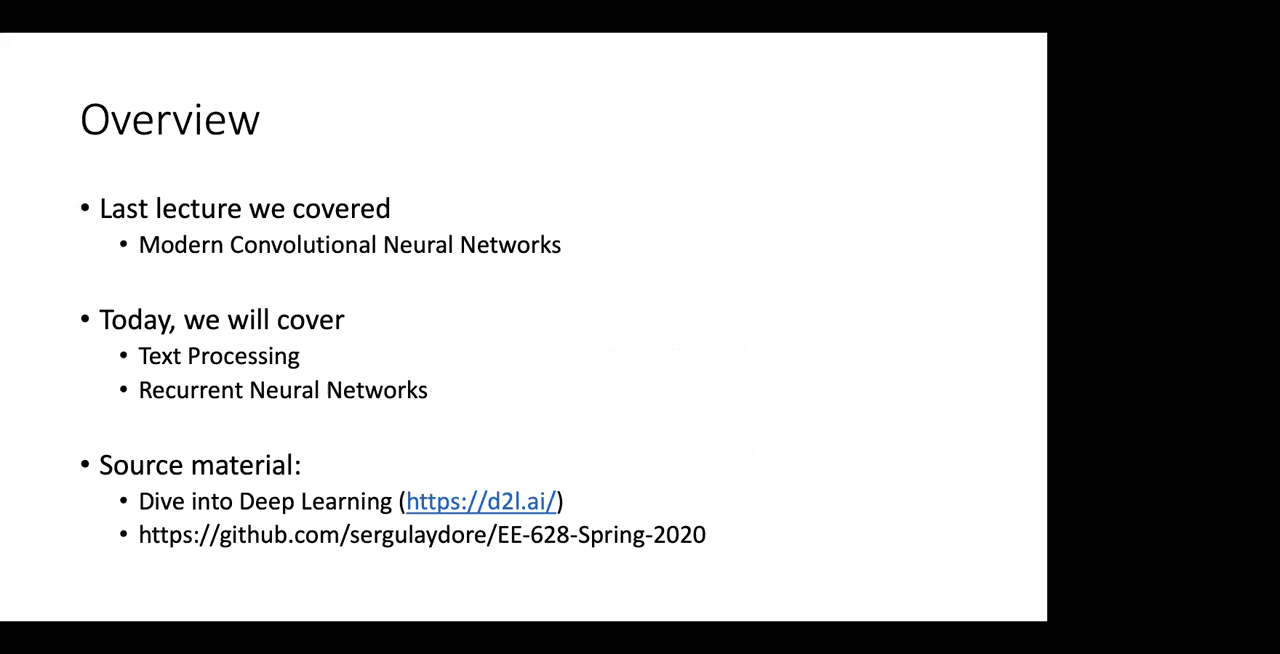 Overview
• Last lecture we covered
• Modern Convolutional Neural Networks
• Today, we will cover
• Text Processing
• Recurrent Neural Networks
• Source material:
• Dive into Deep Learning (https://d2l.ai/)
• https://github.com/sergulaydore/EE-628-Spring-2020